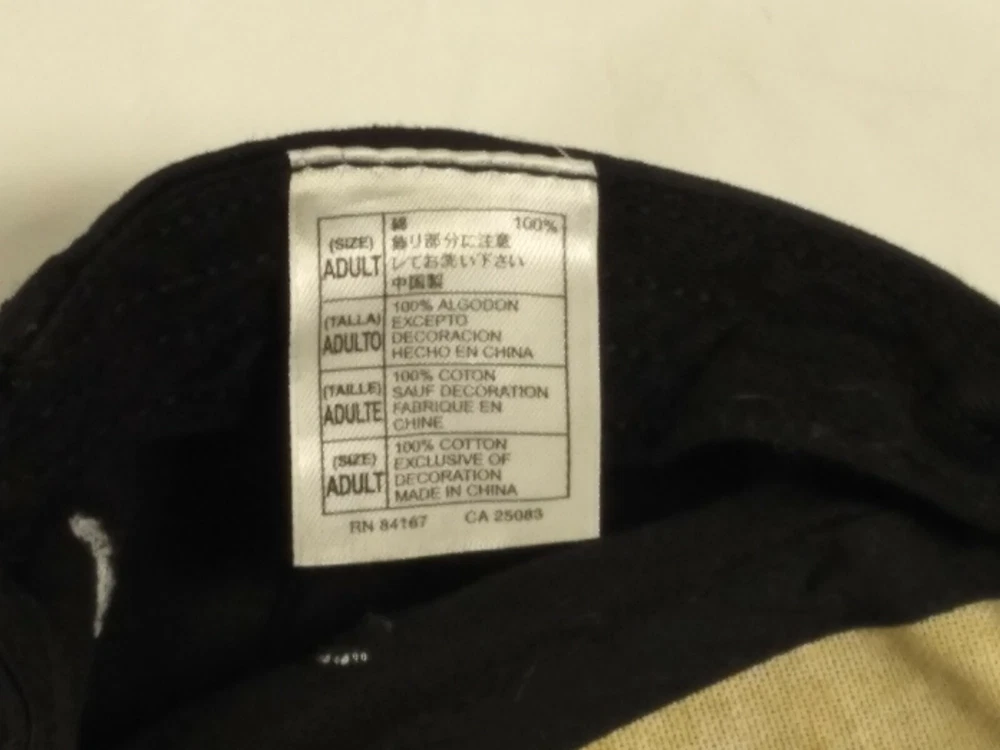 (SIZE)
ADULT
綿 100%
飾り部分に注意
してお洗い下さい
中国製
(TALLA)
ADULTO
100% ALGODON
EXCEPTO
DECORACION
HECHO EN CHINA
(TAILLE)
ADULTE
100% COTON
SAUF DECORATION
FABRIQUE EN
CHINE
(SIZE)
ADULT
100% COTTON
EXCLUSIVE OF
DECORATION
MADE IN CHINA
RN 84167 CA 25083